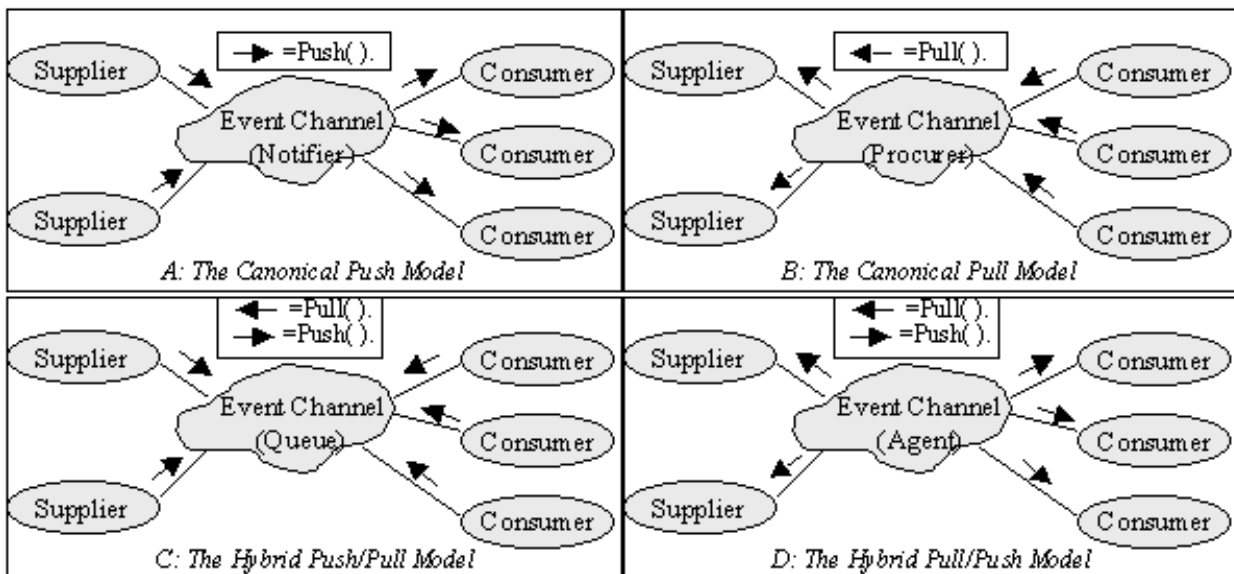 =Push( ).
Supplier
Consumer
Event Channel
(Notifier)
Consumer
Supplier
Consumer
A: The Canonical Push Model
=Pull( ).
Supplier
Consumer
Event Channel
(Procurer)
Consumer
Supplier
Consumer
B: The Canonical Pull Model
=Pull( ).
=Push( ).
Supplier
Consumer
Event Channel
(Queue)
Consumer
Supplier
Consumer
C: The Hybrid Push/Pull Model
=Pull( ).
=Push( ).
Supplier
Consumer
Event Channel
(Agent)
Consumer
Supplier
Consumer
D: The Hybrid Pull/Push Model